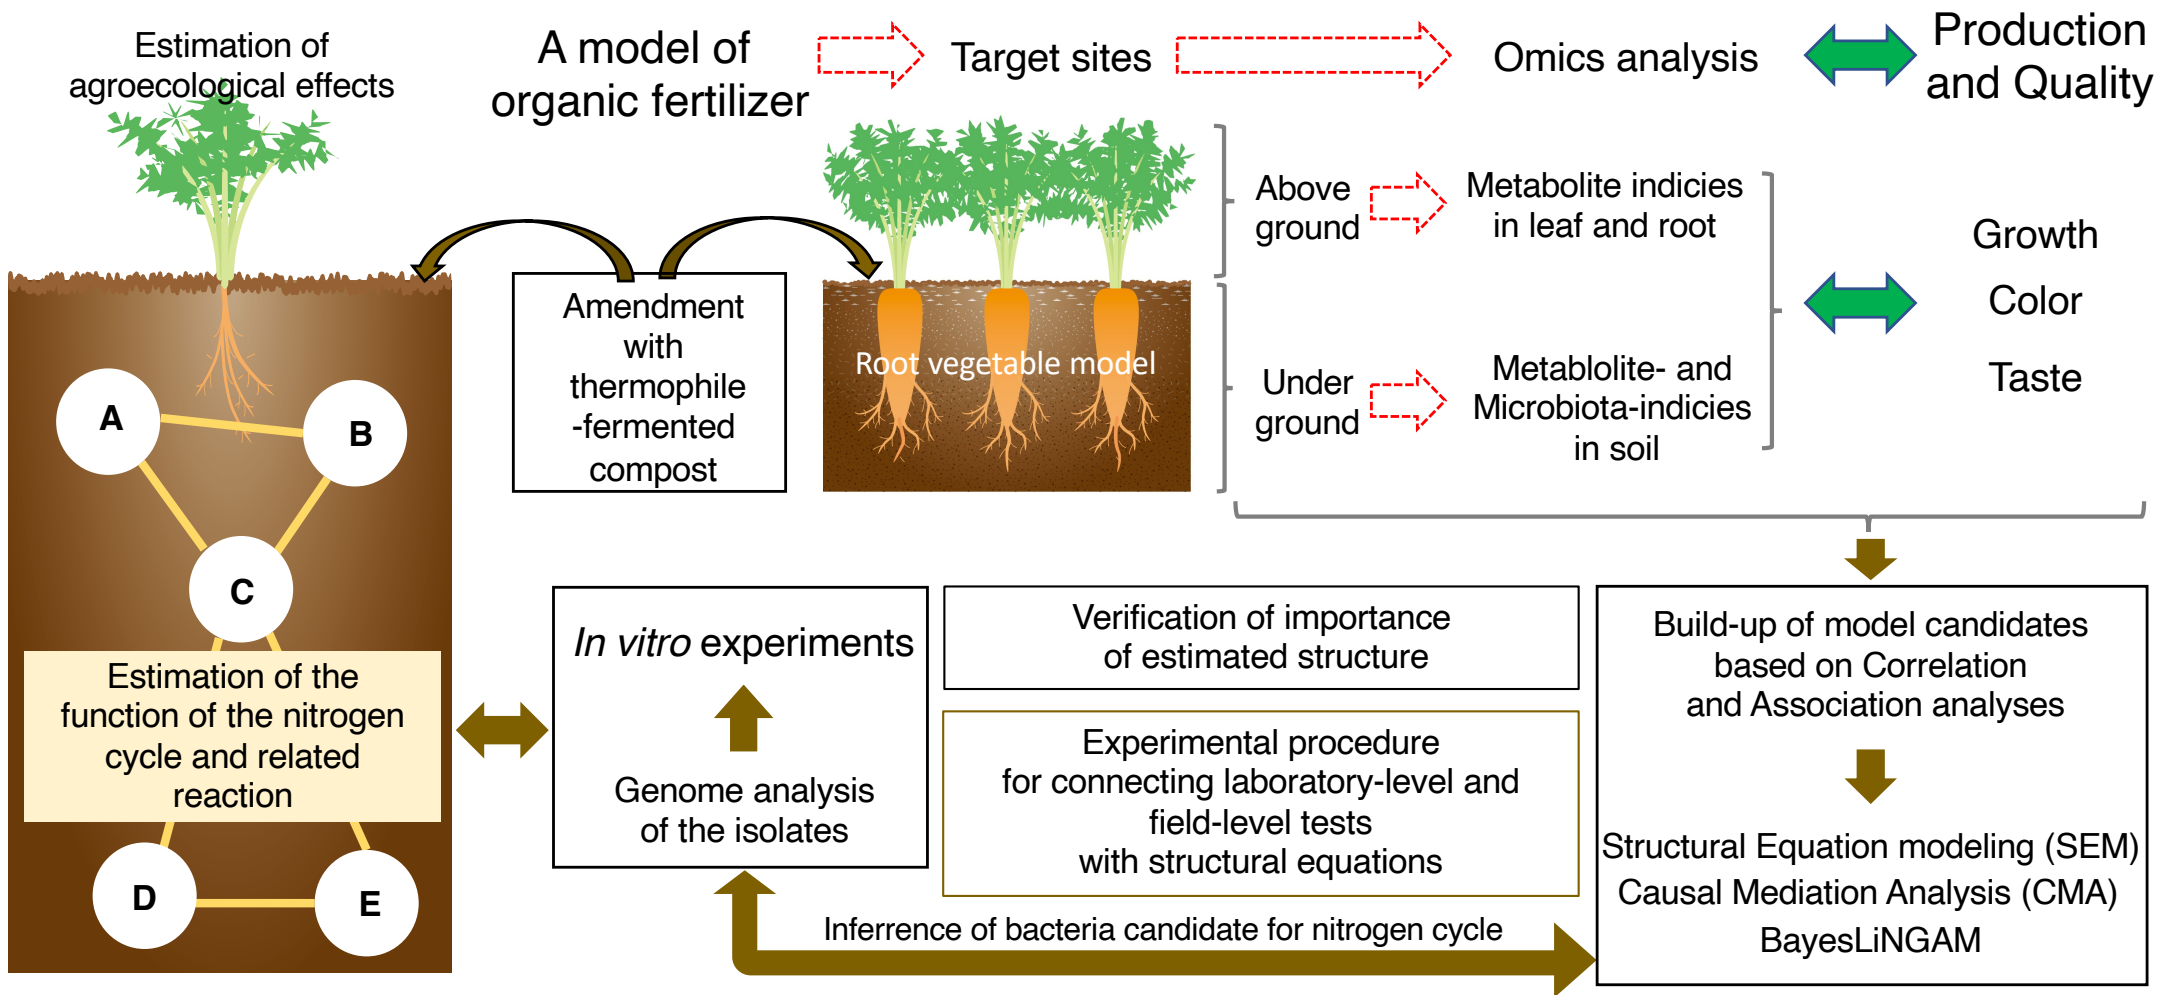 Estimation of
agroecological effects
A model of
organic fertilizer
Target sites
Omics analysis
Production
and Quality
Amendment
with
thermophile
-fermented
compost
Root vegetable model
Above
ground
Metabolite indicies
in leaf and root
Under
ground
Metablolite- and
Microbiota-indicies
in soil
Growth
Color
Taste
A
B
C
Estimation of the
function of the nitrogen
cycle and related
reaction
D
E
In vitro experiments
Genome analysis
of the isolates
Verification of importance
of estimated structure
Experimental procedure
for connecting laboratory-level and
field-level tests
with structural equations
Inferrence of bacteria candidate for nitrogen cycle
Build-up of model candidates
based on Correlation
and Association analyses
Structural Equation modeling (SEM)
Causal Mediation Analysis (CMA)
BayesLiNGAM